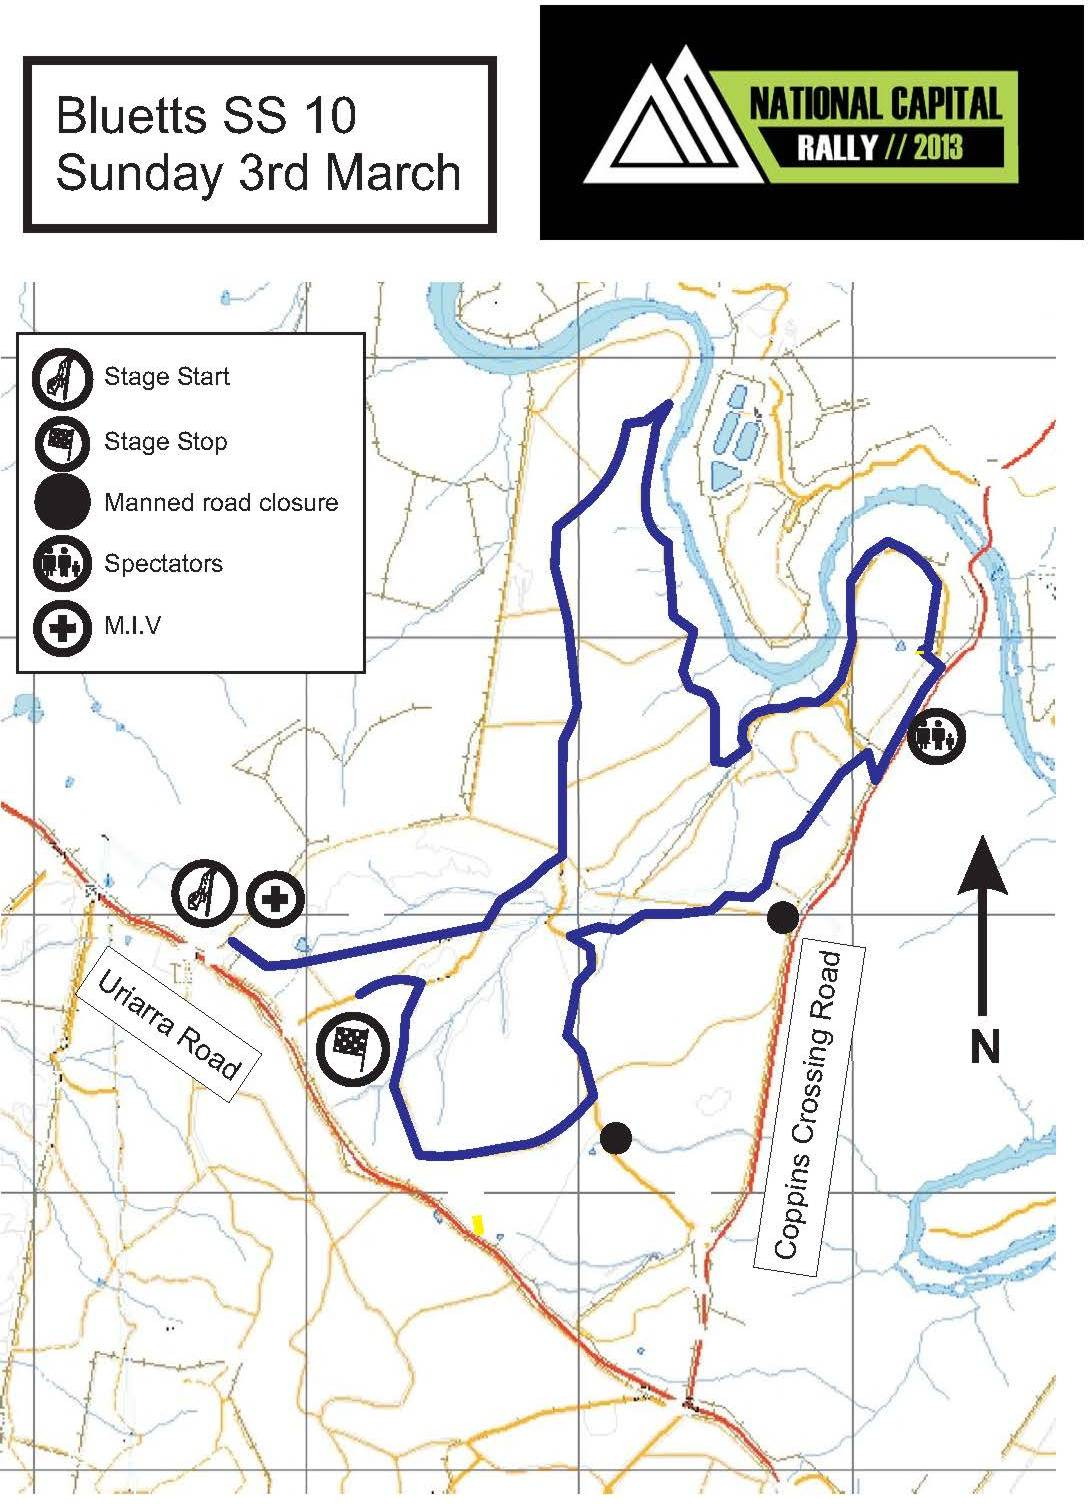 Bluetts SS 10
Sunday 3rd March
NATIONAL CAPITAL
RALLY // 2013
Stage Start
Stage Stop
Manned road closure
Spectators
M.I.V
Uriarra Road
Coppins Crossing Road
N